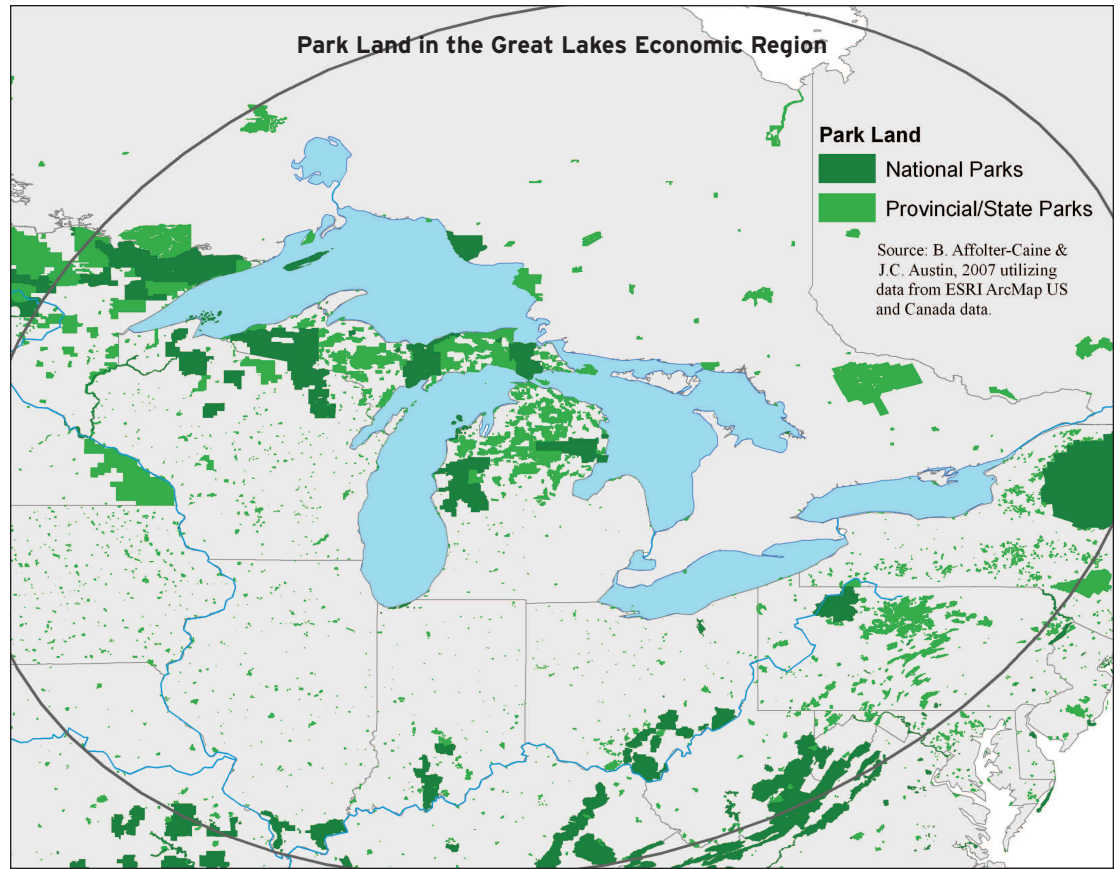 Park Land in the Great Lakes Economic Region
Park Land
National Parks
Provincial/State Parks
Source: B. Affolter-Caine &
J.C. Austin, 2007 utilizing
data from ESRI ArcMap US
and Canada data.